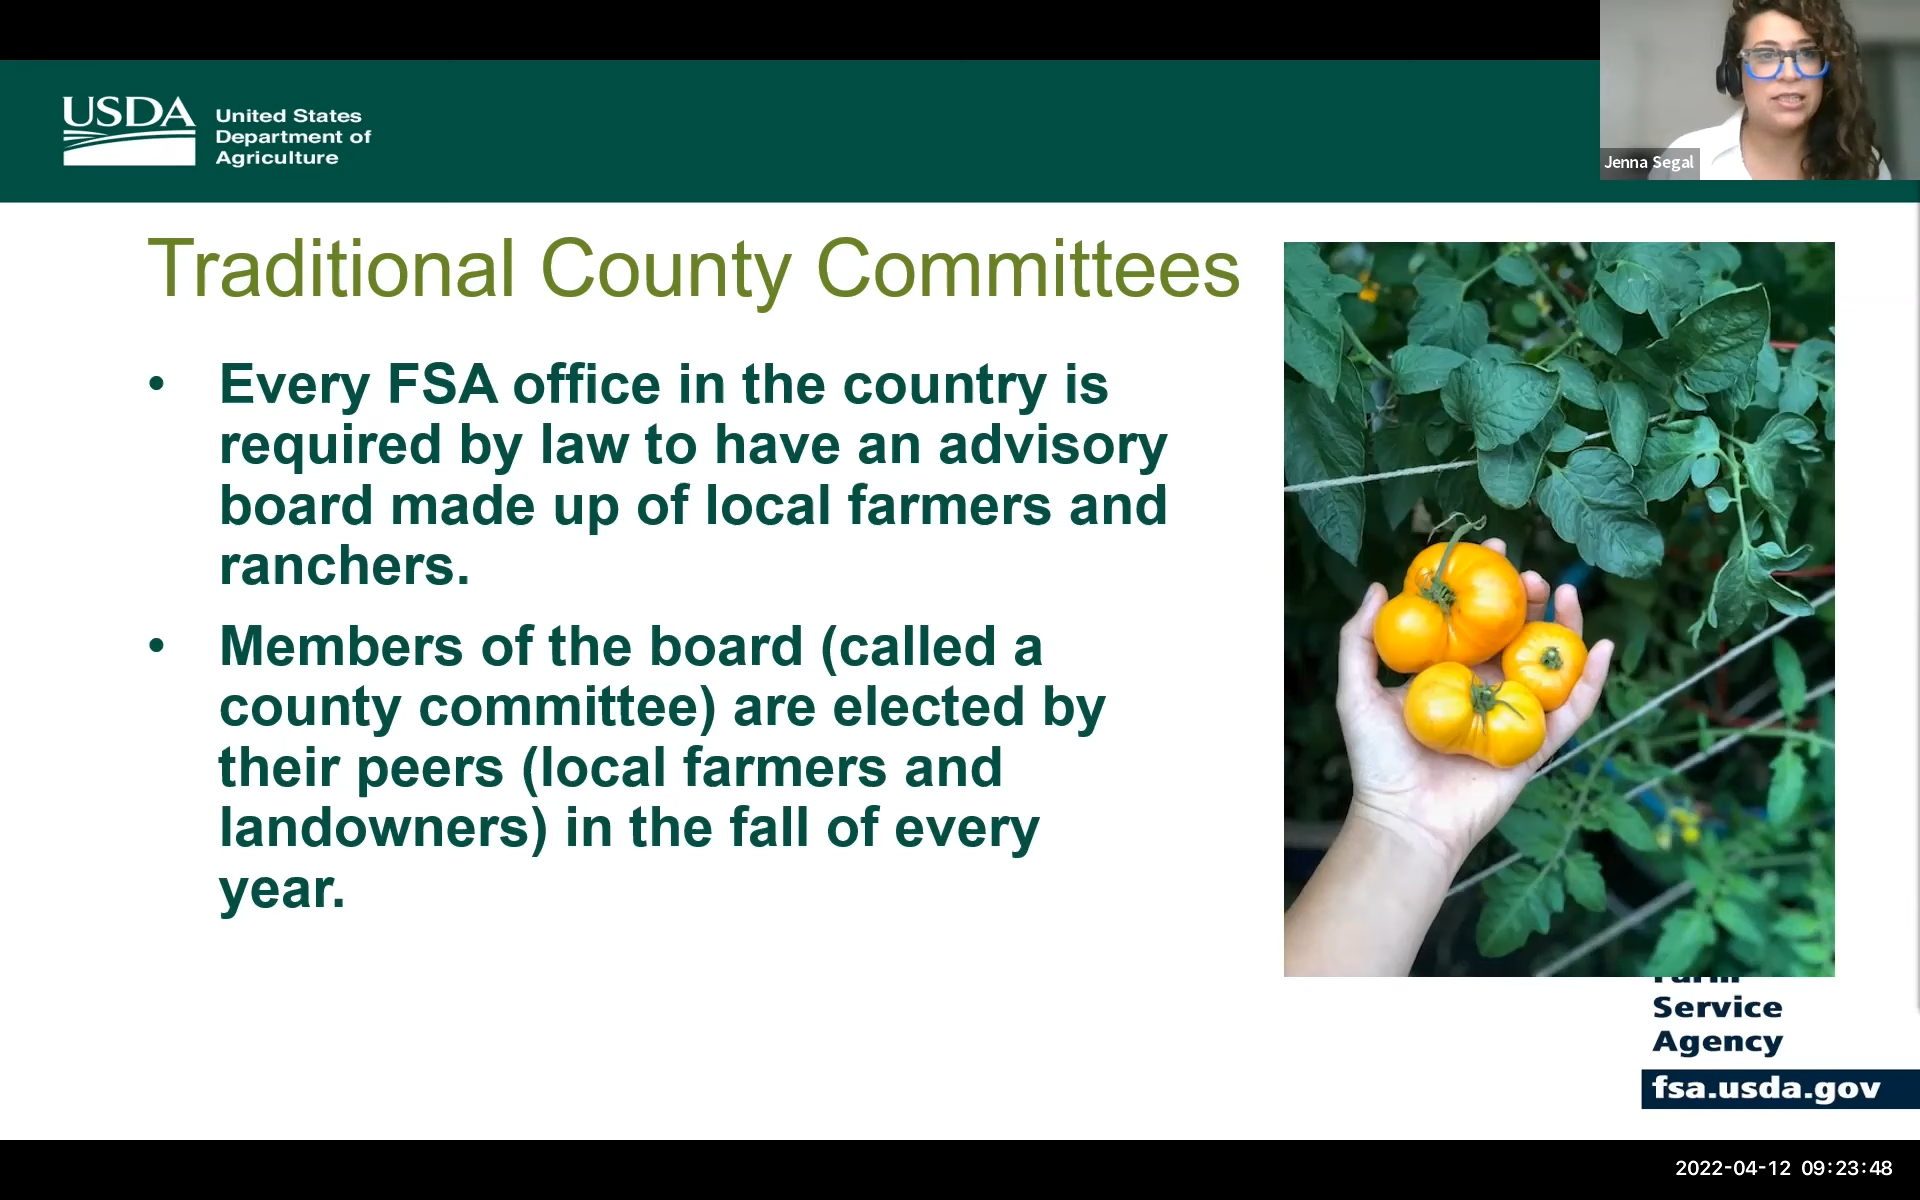 USDA
United States
Department of
Agriculture
Jenna Segal
Traditional County Committees
• Every FSA office in the country is
required by law to have an advisory
board made up of local farmers and
ranchers.
• Members of the board (called a
county committee) are elected by
their peers (local farmers and
landowners) in the fall of every
year.
Farm
Service
Agency
fsa.usda.gov
2022-04-12 09:23:48